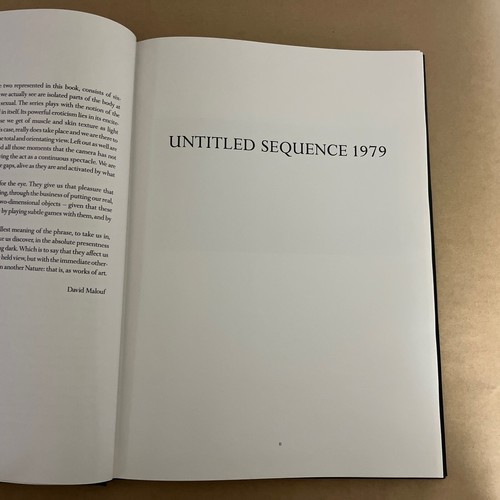 two represented in this book, consists of six.
we actually see are isolated parts of the body at
sexual. The series plays with the notion of the
in itself. Its powerful eroticism lies in its excite-
we get of muscle and skin texture as light
case, really does take place and we are there to
the total and orientating view. Left out as well are
and all those moments that the camera has not
ing the act as a continuous spectacle. We are
gaps, alive as they are and activated by what
for the eye. They give us that pleasure that
ing, through the business of putting our real,
two-dimensional objects – given that these
by playing subtle games with them, and by
llest meaning of the phrase, to take us in,
us discover, in the absolute presentness
ng dark. Which is to say that they affect us
held view, but with the immediate other-
another Nature: that is, as works of art.
David Malouf
UNTITLED SEQUENCE 1979